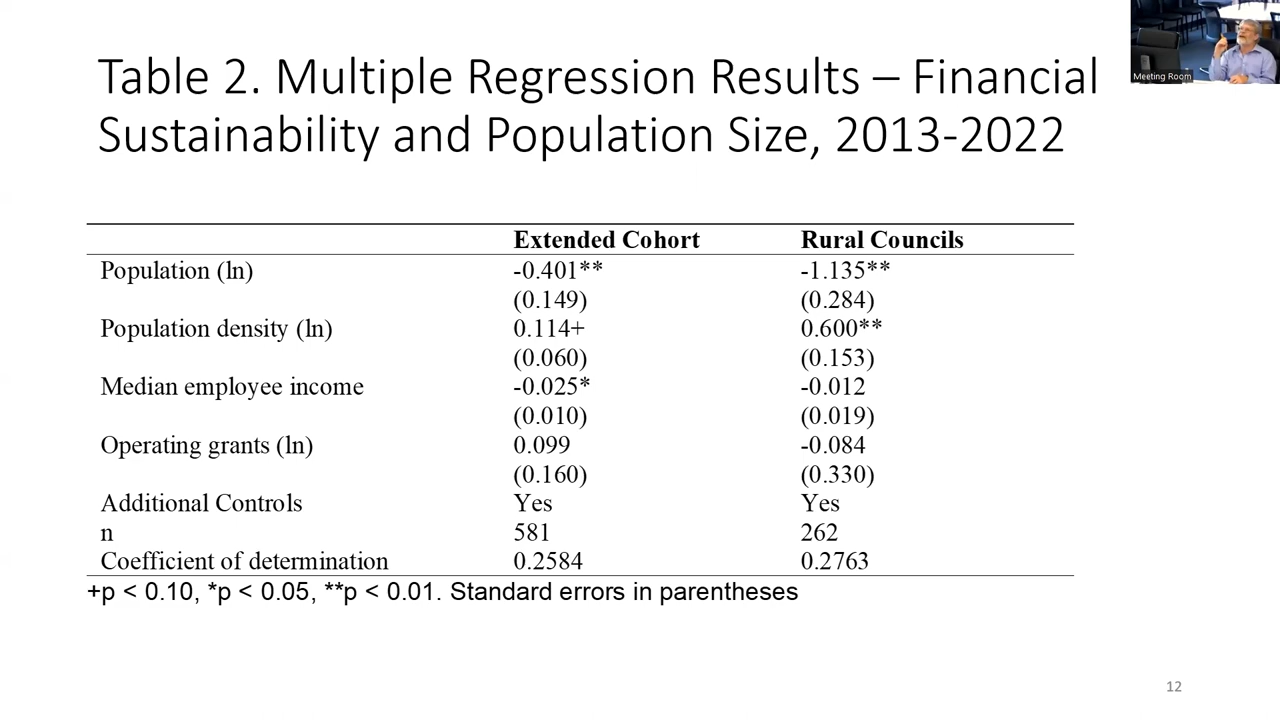 Meeting Room
Table 2. Multiple Regression Results – Financial
Sustainability and Population Size, 2013-2022
Extended Cohort Rural Councils
Population (ln) -0.401** -1.135**
(0.149) (0.284)
Population density (ln) 0.114+ 0.600**
(0.060) (0.153)
Median employee income -0.025* -0.012
(0.010) (0.019)
Operating grants (ln) 0.099 -0.084
(0.160) (0.330)
Additional Controls Yes Yes
n 581 262
Coefficient of determination 0.2584 0.2763
+p < 0.10, *p < 0.05, **p < 0.01. Standard errors in parentheses
12